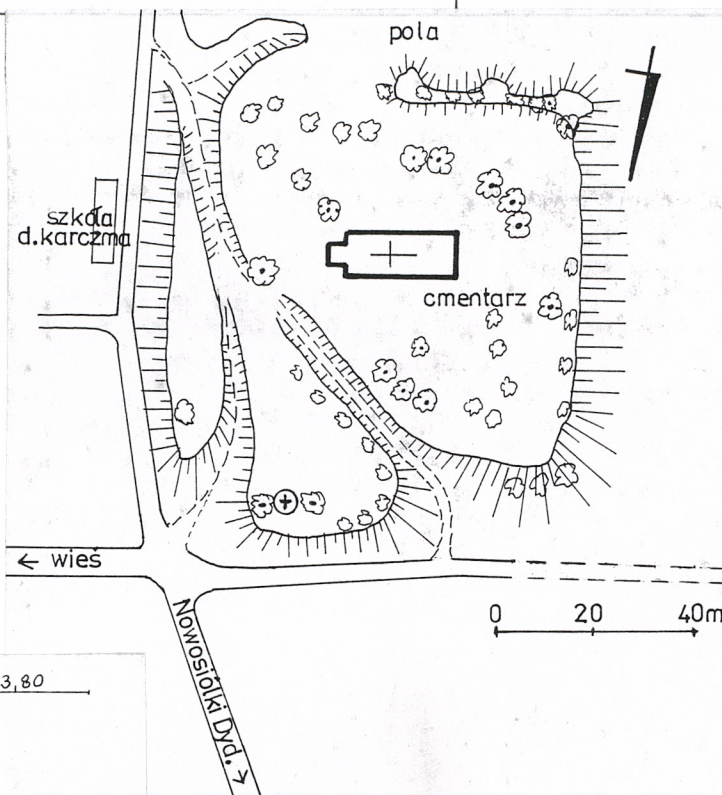 pola
szkoła
d.karczma
cmentarz
← wieś
0 20 40m
Nowosiółki Dyd. →
3,80